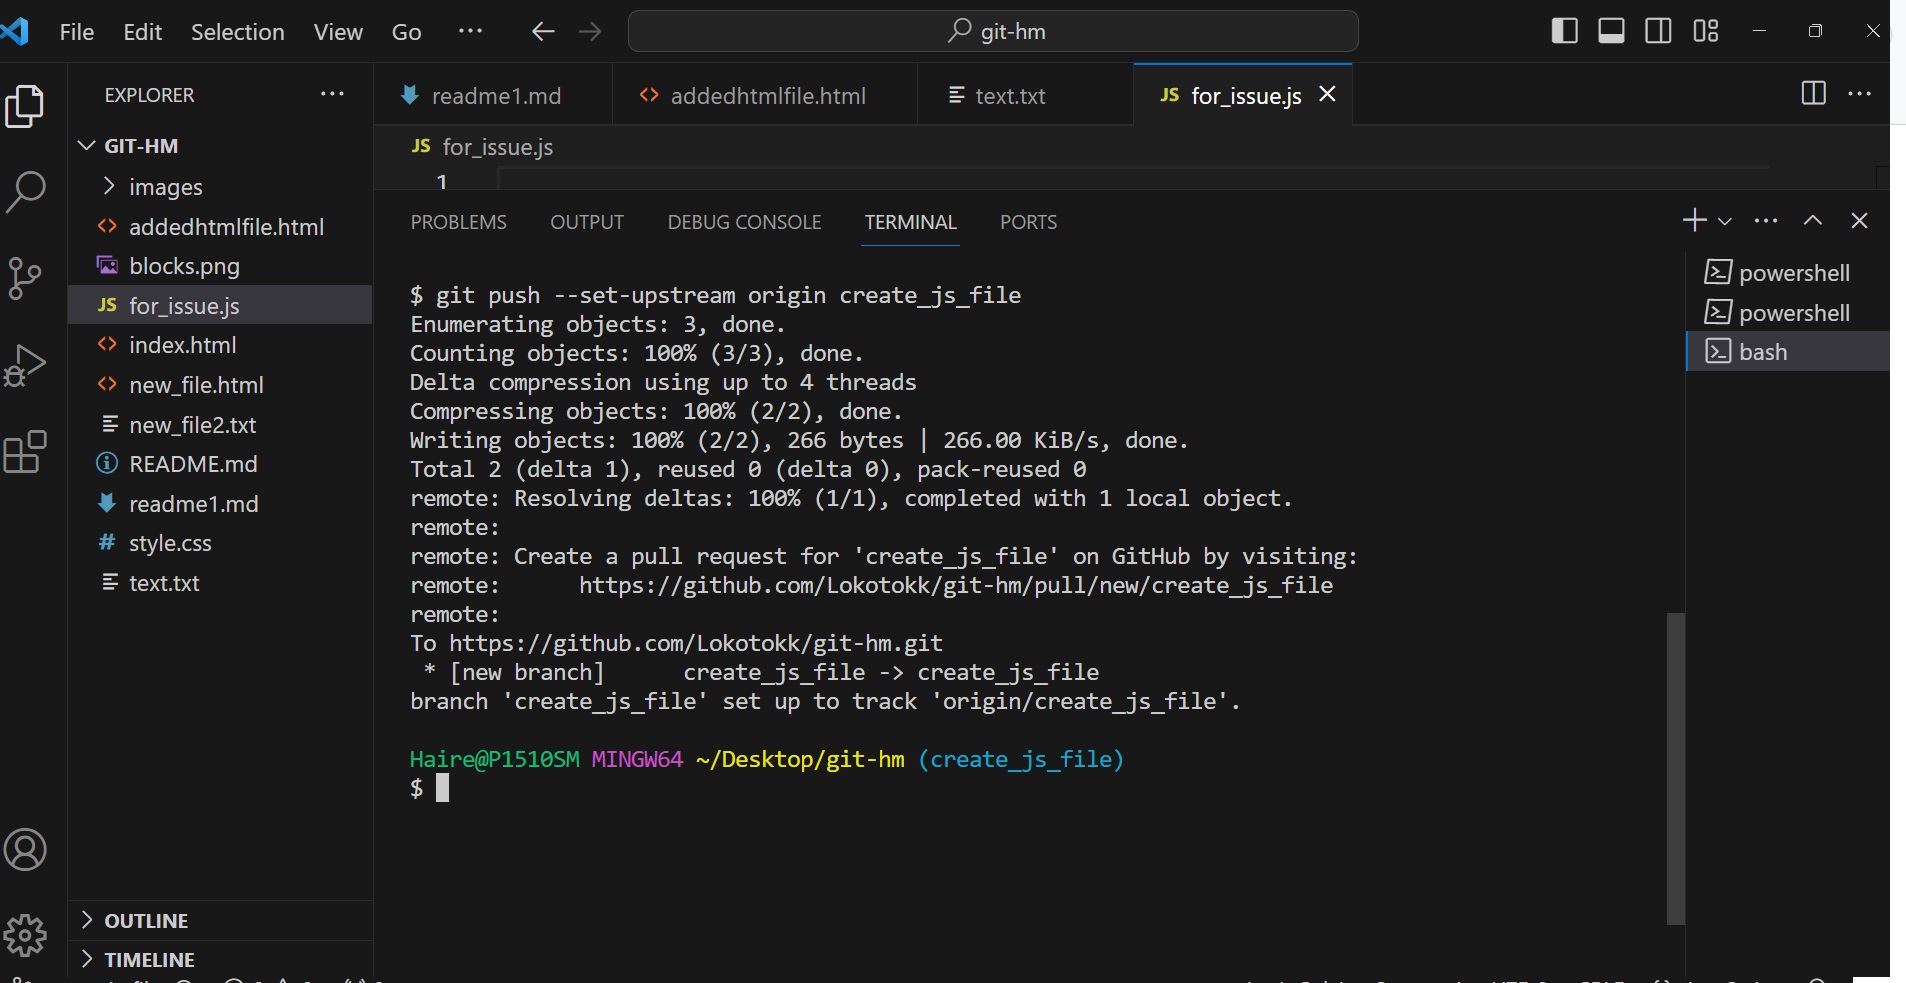 File Edit Selection View Go ··· git-hm
EXPLORER ···
readme1.md addedhtmlfile.html text.txt JS for_issue.js
GIT-HM
images
addedhtmlfile.html
blocks.png
JS for_issue.js
index.html
new_file.html
new_file2.txt
README.md
readme1.md
# style.css
text.txt
OUTLINE
TIMELINE
JS for_issue.js
1
PROBLEMS OUTPUT DEBUG CONSOLE TERMINAL PORTS
$ git push --set-upstream origin create_js_file
Enumerating objects: 3, done.
Counting objects: 100% (3/3), done.
Delta compression using up to 4 threads
Compressing objects: 100% (2/2), done.
Writing objects: 100% (2/2), 266 bytes | 266.00 KiB/s, done.
Total 2 (delta 1), reused 0 (delta 0), pack-reused 0
remote: Resolving deltas: 100% (1/1), completed with 1 local object.
remote:
remote: Create a pull request for 'create_js_file' on GitHub by visiting:
remote:      https://github.com/Lokotokk/git-hm/pull/new/create_js_file
remote:
To https://github.com/Lokotokk/git-hm.git
 * [new branch]      create_js_file -> create_js_file
branch 'create_js_file' set up to track 'origin/create_js_file'.
Haire@P1510SM MINGW64 ~/Desktop/git-hm (create_js_file)
$
powershell
powershell
bash